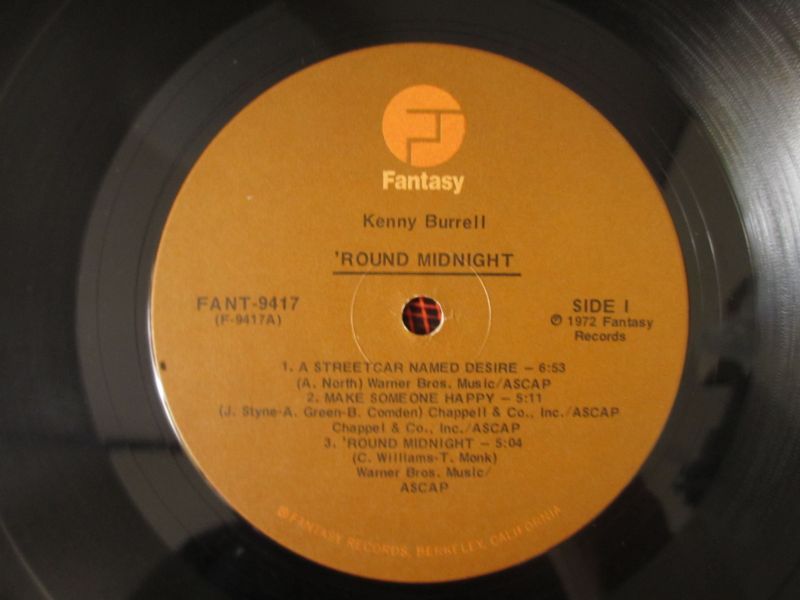 Fantasy
Kenny Burrell
'ROUND MIDNIGHT
FANT-9417
(F-9417A)
SIDE I
℗ 1972 Fantasy
Records
1. A STREETCAR NAMED DESIRE – 6:53
(A. North) Warner Bros. Music/ASCAP
2. MAKE SOMEONE HAPPY – 5:11
(J. Styne-A. Green-B. Comden) Chappell & Co., Inc./ASCAP
Chappel & Co., Inc./ASCAP
3. 'ROUND MIDNIGHT – 5:04
(C. Williams-T. Monk)
Warner Bros. Music/
ASCAP
℗ FANTASY RECORDS, BERKELEY, CALIFORNIA